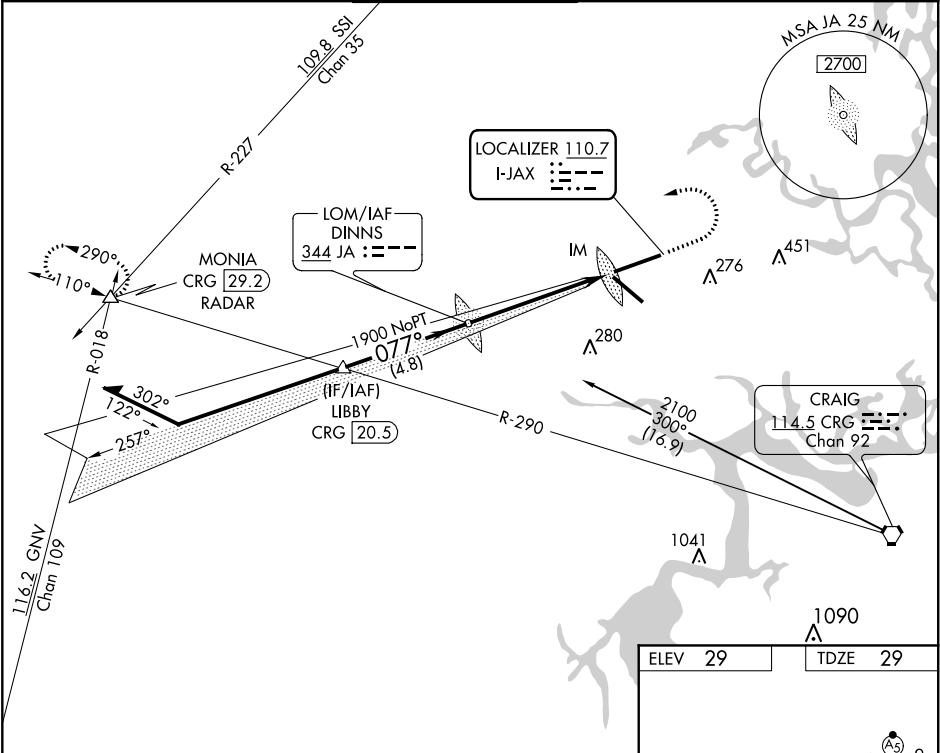 MSA JA 25 NM
2700
109.8 SSI
Chan 35
R-227
LOCALIZER 110.7
I-JAX
LOM/IAF
DINNS
344 JA
IM
276
451
290°
110°
MONIA
CRG 29.2
RADAR
R-018
1900 NoPT
077°
(4.8)
280
302°
122°
257°
(IF/IAF)
LIBBY
CRG 20.5
R-290
2100
300°
(16.9)
CRAIG
114.5 CRG
Chan 92
116.2 GNV
Chan 109
1041
1090
ELEV 29
TDZE 29
A5